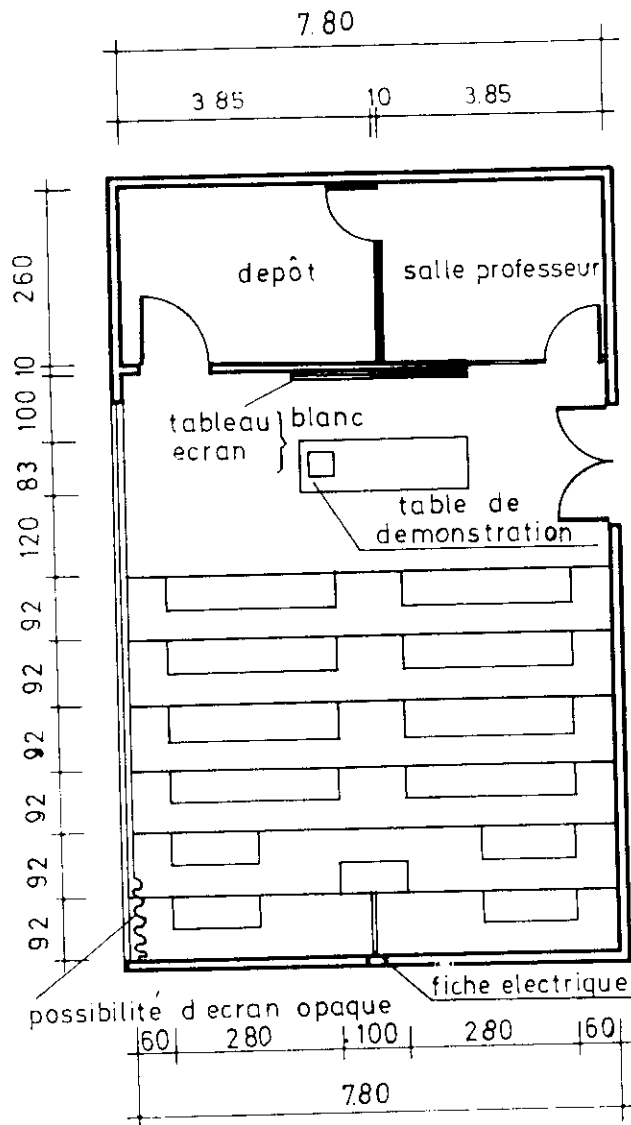 7.80
3.85 10 3.85
260
10
100
83
120
92
92
92
92
92
92
depôt
salle professeur
tableau } blanc
ecran
table de
demonstration
fiche electrique
possibilité d ecran opaque
60 280 100 280 60
7.80